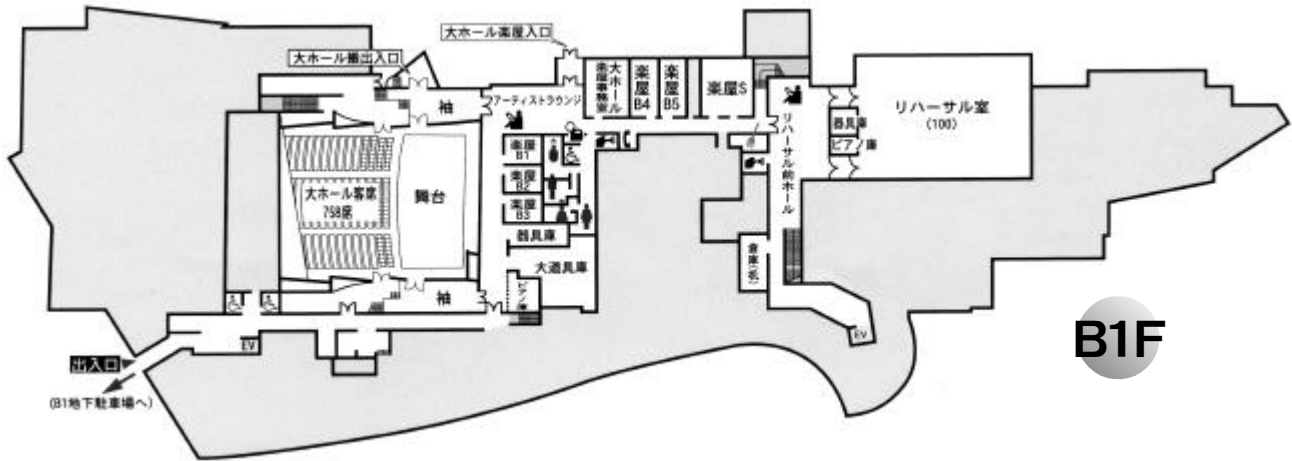 大ホール楽屋入口
大ホール搬出入口
袖
アーティストラウンジ
大ホール
楽屋事務室
楽屋
B4
楽屋
B5
楽屋S
リハーサル室
(100)
器具庫
ピアノ庫
リハーサル前ホール
楽屋
B1
楽屋
B2
楽屋
B3
大ホール客席
758席
舞台
器具庫
大道具庫
ピアノ庫
倉庫(祝)
袖
EV
EV
出入口
(B1地下駐車場へ)
B1F